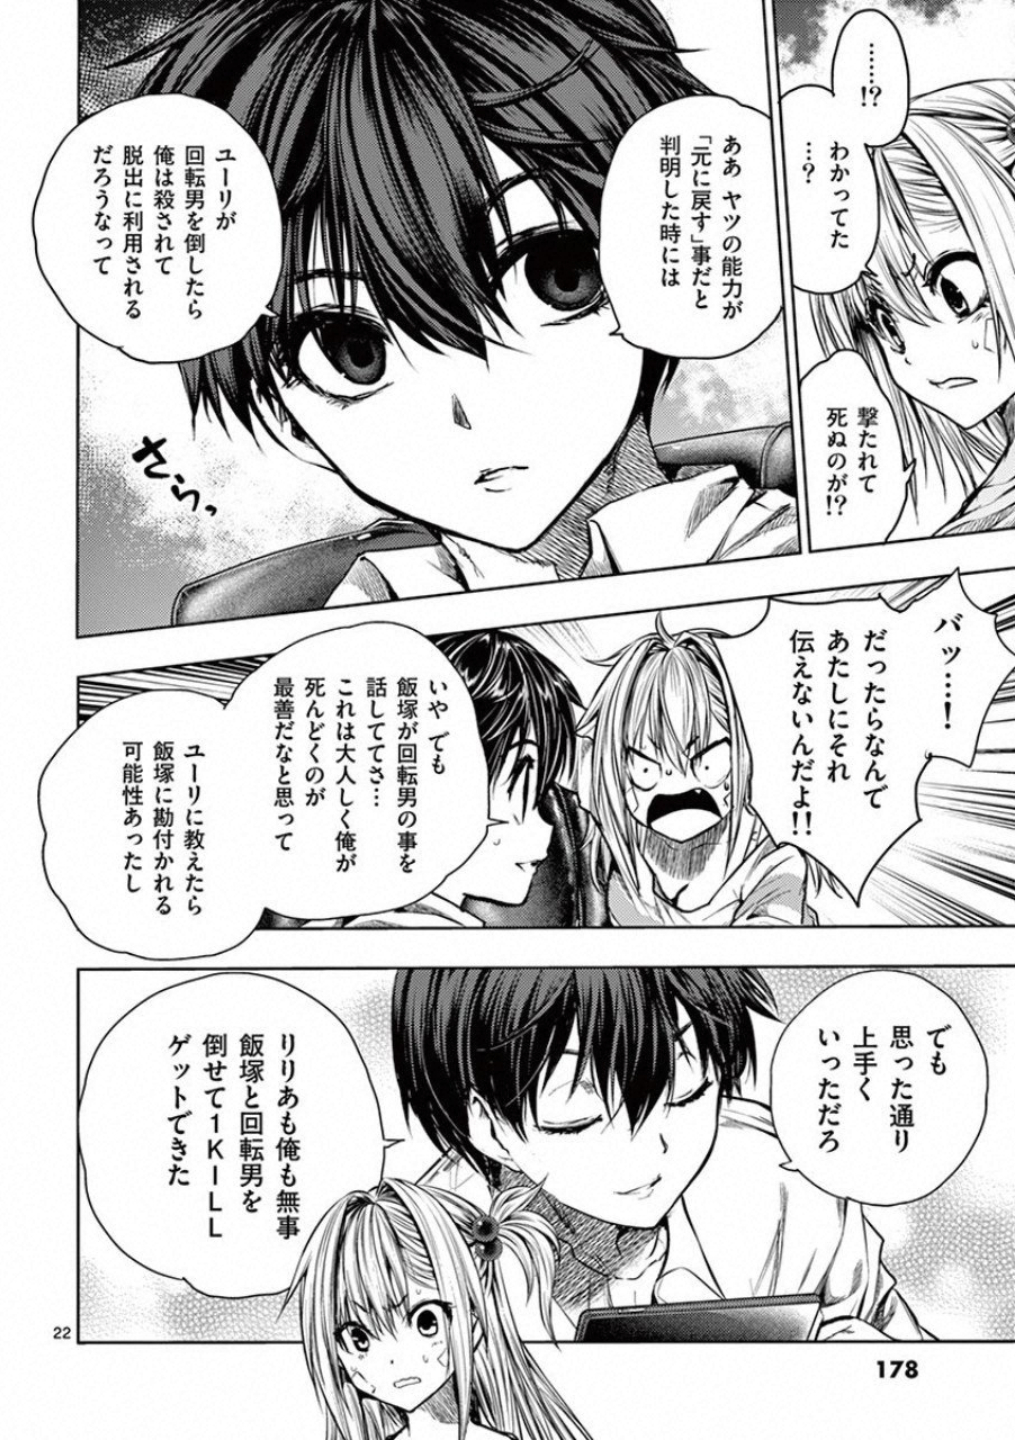 ……
!?
わかってた
…?
撃たれて
死ぬのが!?
ああ ヤツの能力が
「元に戻す」事だと
判明した時には
ユーリが
回転男を倒したら
俺は殺されて
脱出に利用される
だろうなって
さらっ
バッ…!
だったらなんで
あたしにそれ
伝えないんだよ!!
いや でも
飯塚が回転男の事を
話しててさ…
これは大人しく俺が
死んどくのが
最善だなと思って
ユーリに教えたら
飯塚に勘付かれる
可能性あったし
でも
思った通り
上手く
いっただろ
リリあも俺も無事
飯塚と回転男を
倒せて1KILL
ゲットできた
22
178